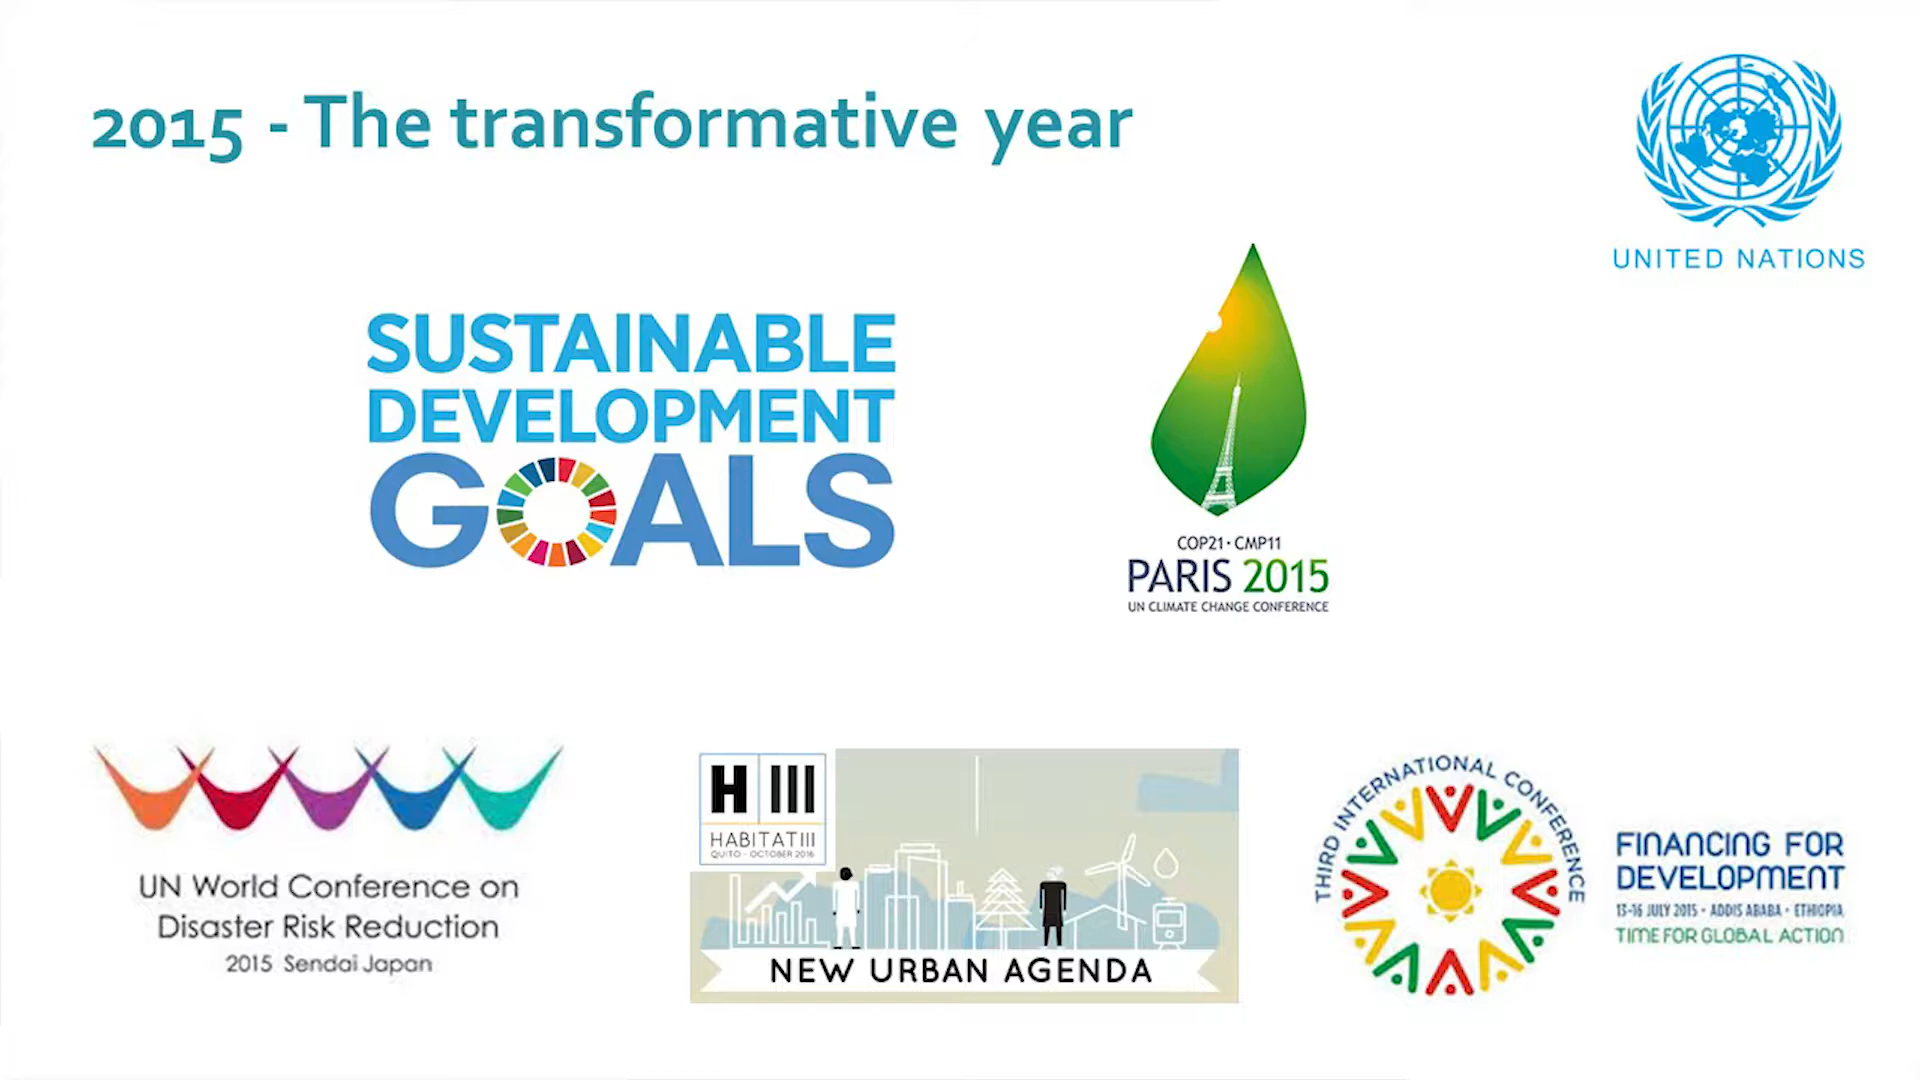 2015 - The transformative year
UNITED NATIONS
SUSTAINABLE
DEVELOPMENT
GOALS
COP21 · CMP11
PARIS 2015
UN CLIMATE CHANGE CONFERENCE
UN World Conference on
Disaster Risk Reduction
2015 Sendai Japan
H III
HABITAT III
QUITO - OCTOBER 2016
NEW URBAN AGENDA
THIRD INTERNATIONAL CONFERENCE
FINANCING FOR
DEVELOPMENT
13-16 JULY 2015 · ADDIS ABABA · ETHIOPIA
TIME FOR GLOBAL ACTION